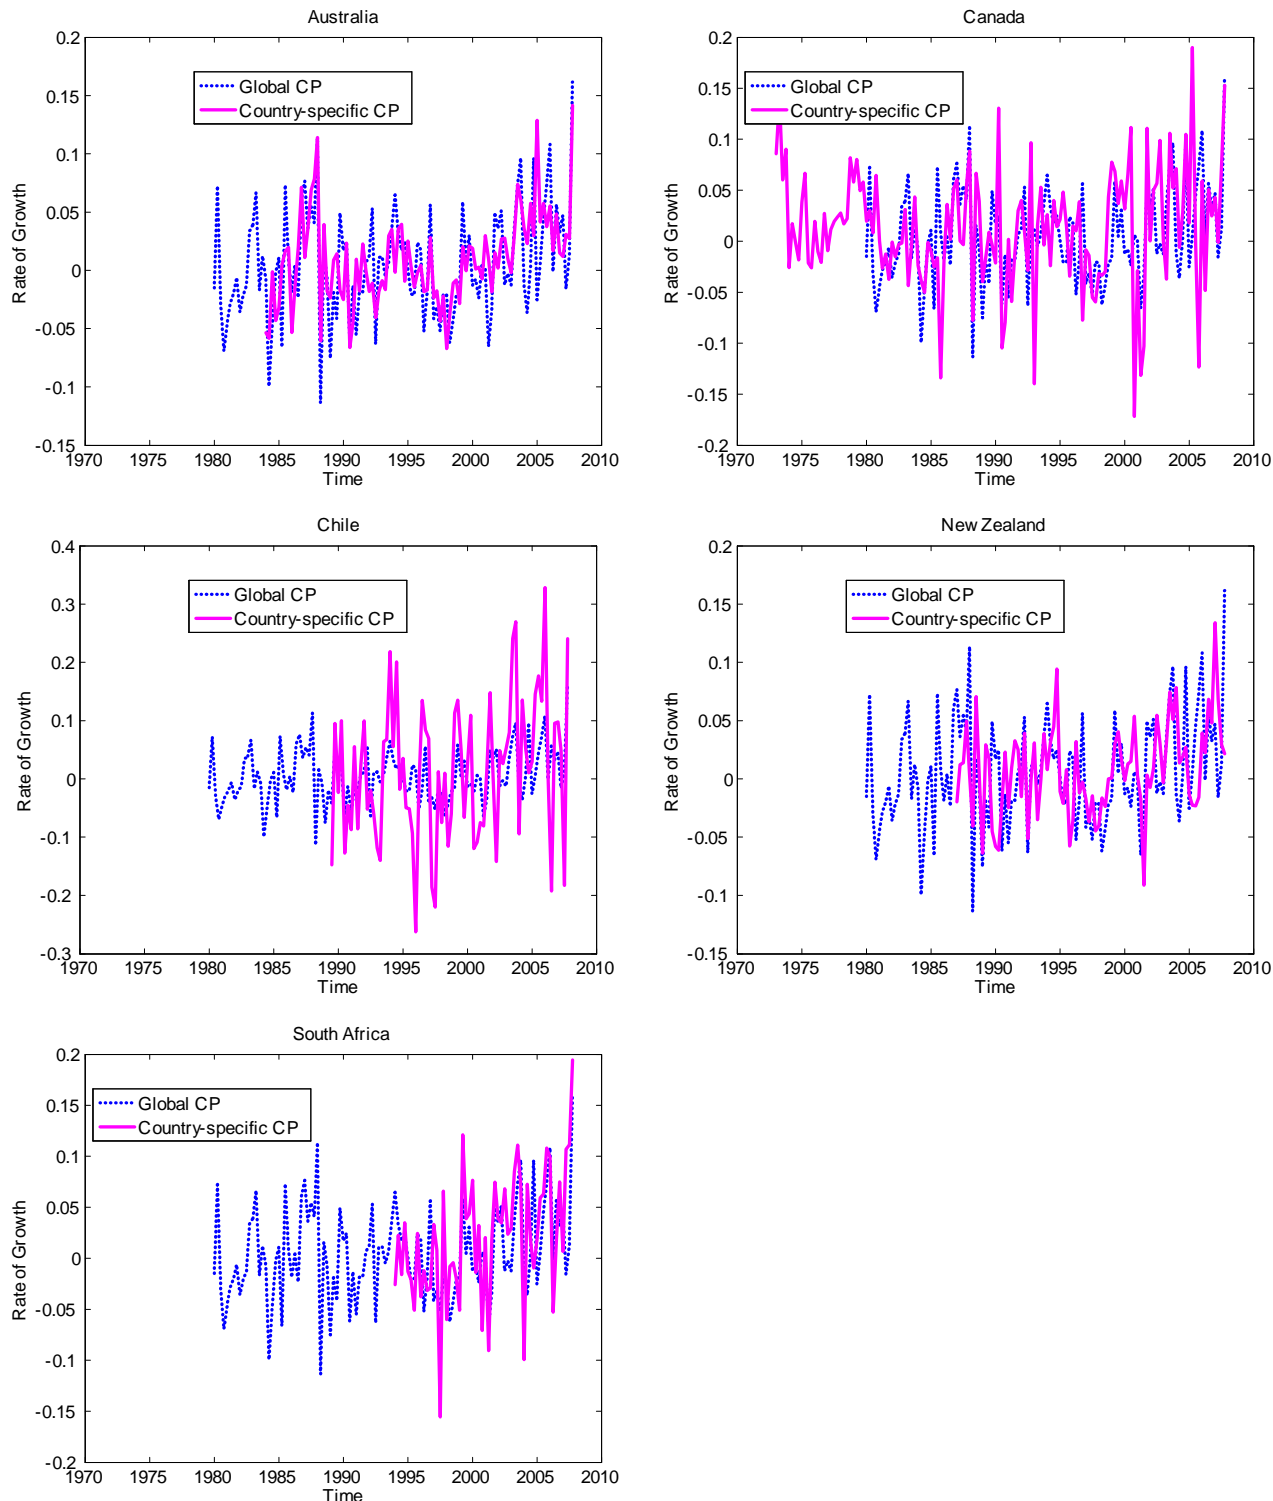 Australia
0.2
0.15
0.1
0.05
0
-0.05
-0.1
-0.15
Rate of Growth
Global CP
Country-specific CP
1970 1975 1980 1985 1990 1995 2000 2005 2010
Time
Canada
0.2
0.15
0.1
0.05
0
-0.05
-0.1
-0.15
-0.2
Rate of Growth
Global CP
Country-specific CP
1970 1975 1980 1985 1990 1995 2000 2005 2010
Time
Chile
0.4
0.3
0.2
0.1
0
-0.1
-0.2
-0.3
Rate of Growth
Global CP
Country-specific CP
1970 1975 1980 1985 1990 1995 2000 2005 2010
Time
New Zealand
0.2
0.15
0.1
0.05
0
-0.05
-0.1
-0.15
Rate of Growth
Global CP
Country-specific CP
1970 1975 1980 1985 1990 1995 2000 2005 2010
Time
South Africa
0.2
0.15
0.1
0.05
0
-0.05
-0.1
-0.15
-0.2
Rate of Growth
Global CP
Country-specific CP
1970 1975 1980 1985 1990 1995 2000 2005 2010
Time